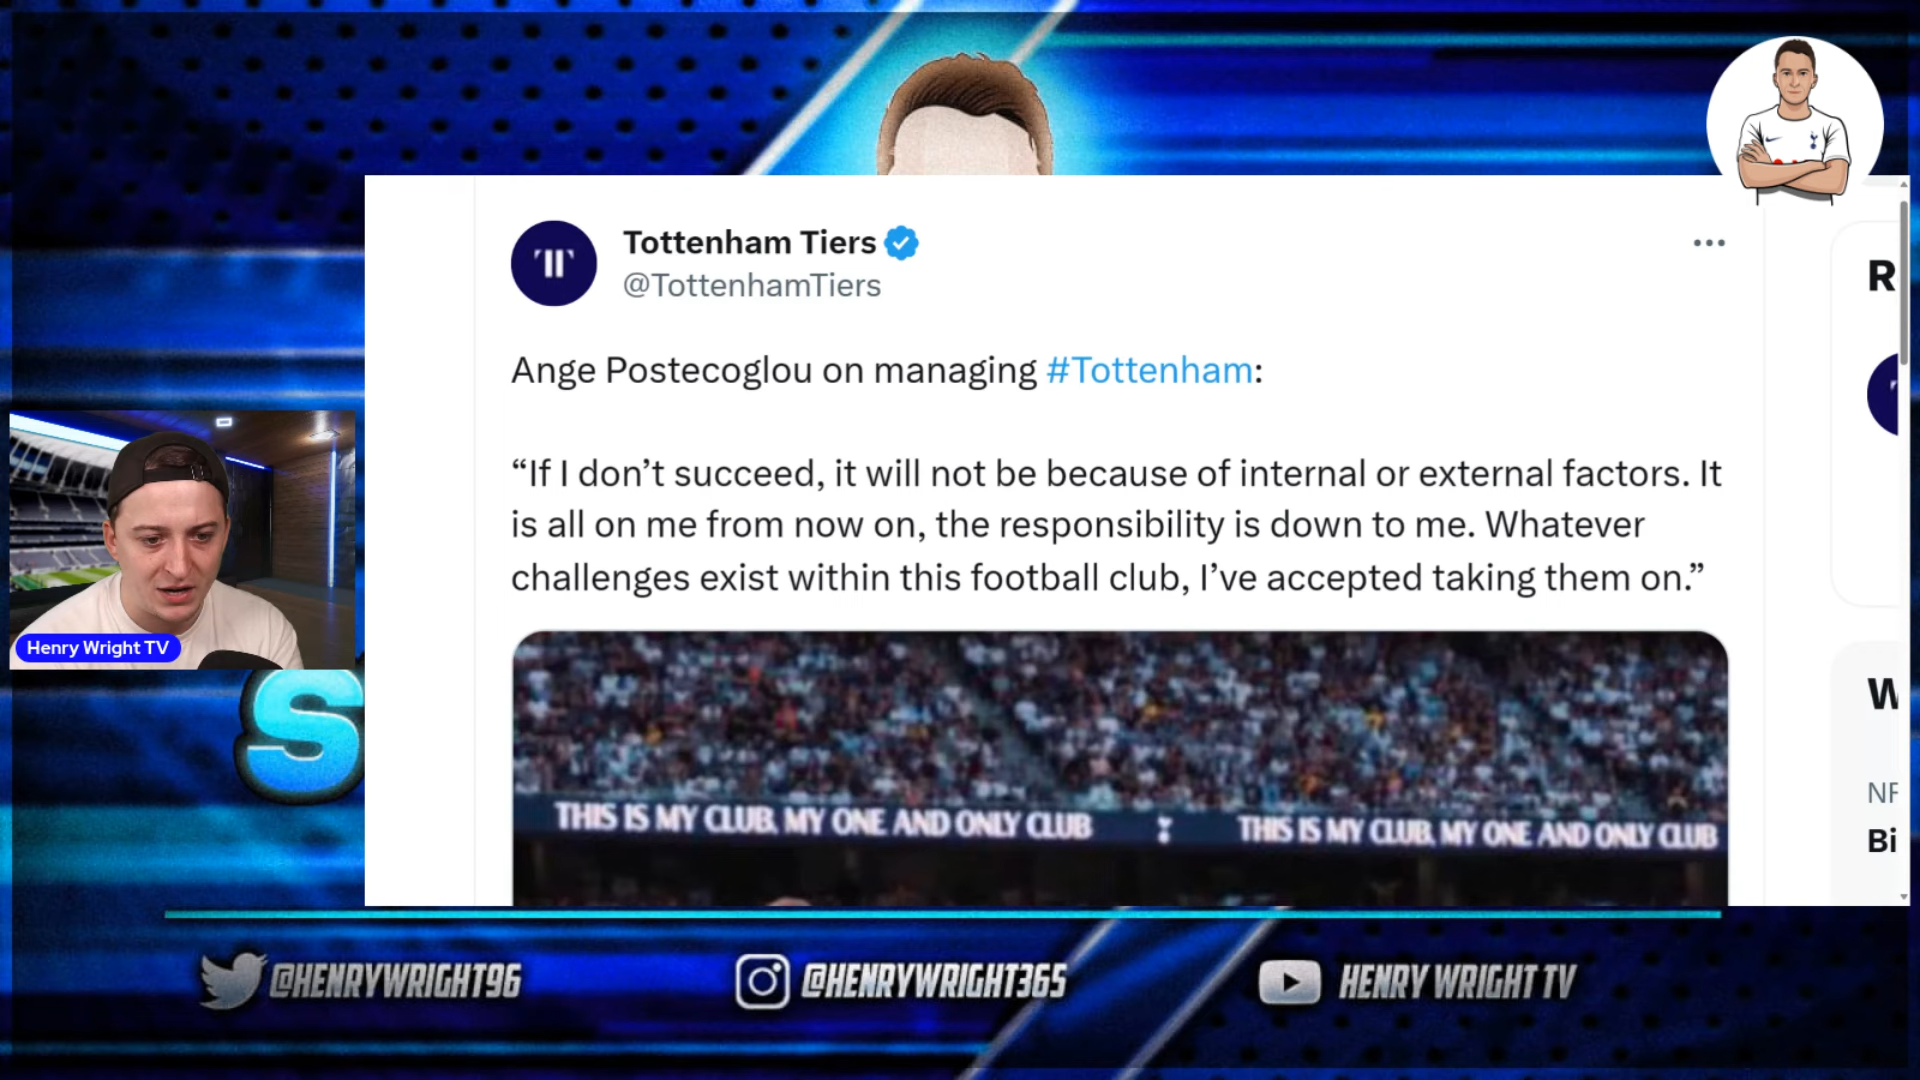 Tottenham Tiers
@TottenhamTiers
Ange Postecoglou on managing #Tottenham:
“If I don’t succeed, it will not be because of internal or external factors. It
is all on me from now on, the responsibility is down to me. Whatever
challenges exist within this football club, I’ve accepted taking them on.”
THIS IS MY CLUB, MY ONE AND ONLY CLUB
THIS IS MY CLUB, MY ONE AND ONLY CLUB
R
W
NF
Bi
Henry Wright TV
S
@HENRYWRIGHT96
@HENRYWRIGHT365
HENRY WRIGHT TV